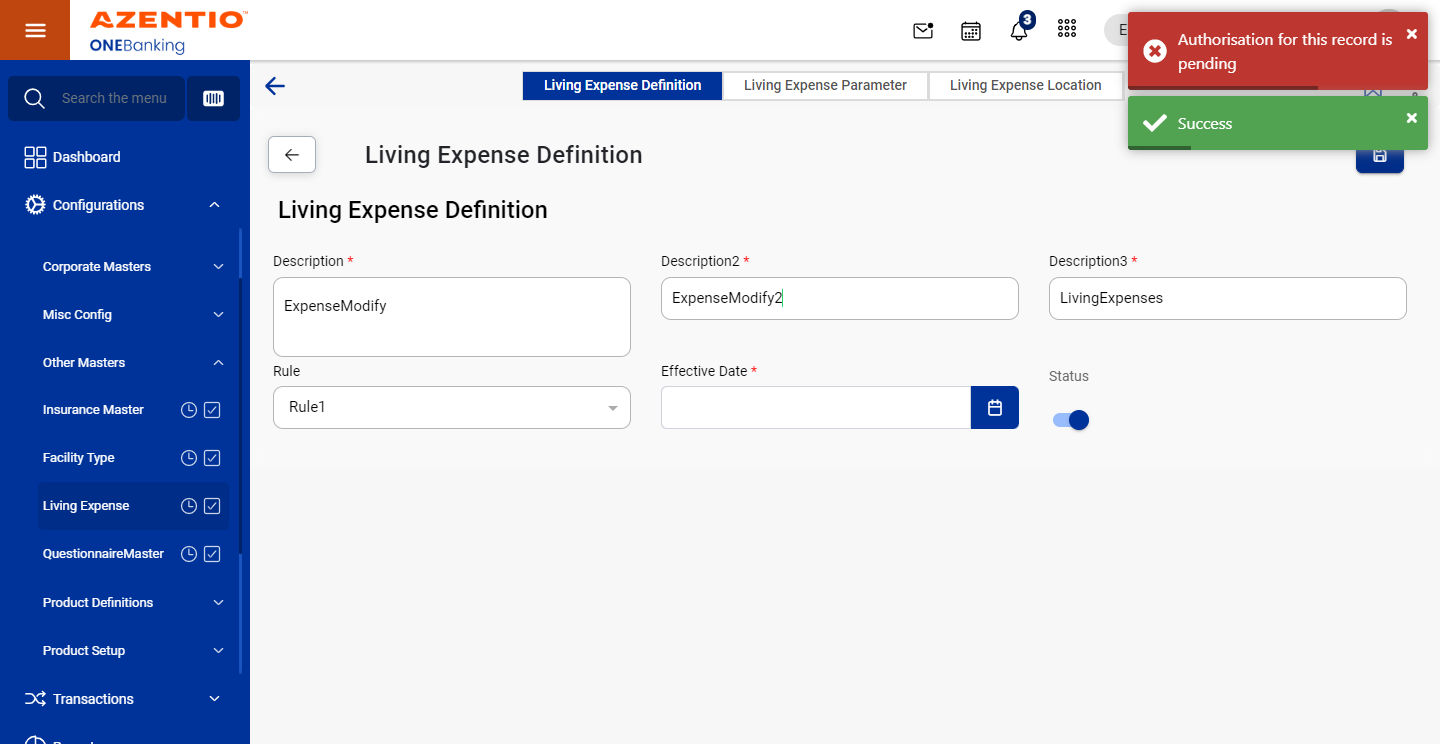 AZENTIO™
ONEBanking
3
E
Authorisation for this record is
pending
Success
Search the menu
Dashboard
Configurations
Corporate Masters
Misc Config
Other Masters
Insurance Master
Facility Type
Living Expense
QuestionnaireMaster
Product Definitions
Product Setup
Transactions
Living Expense Definition
Living Expense Parameter
Living Expense Location
Living Expense Definition
Living Expense Definition
Description *
Description2 *
Description3 *
ExpenseModify
ExpenseModify2
LivingExpenses
Rule
Effective Date *
Status
Rule1